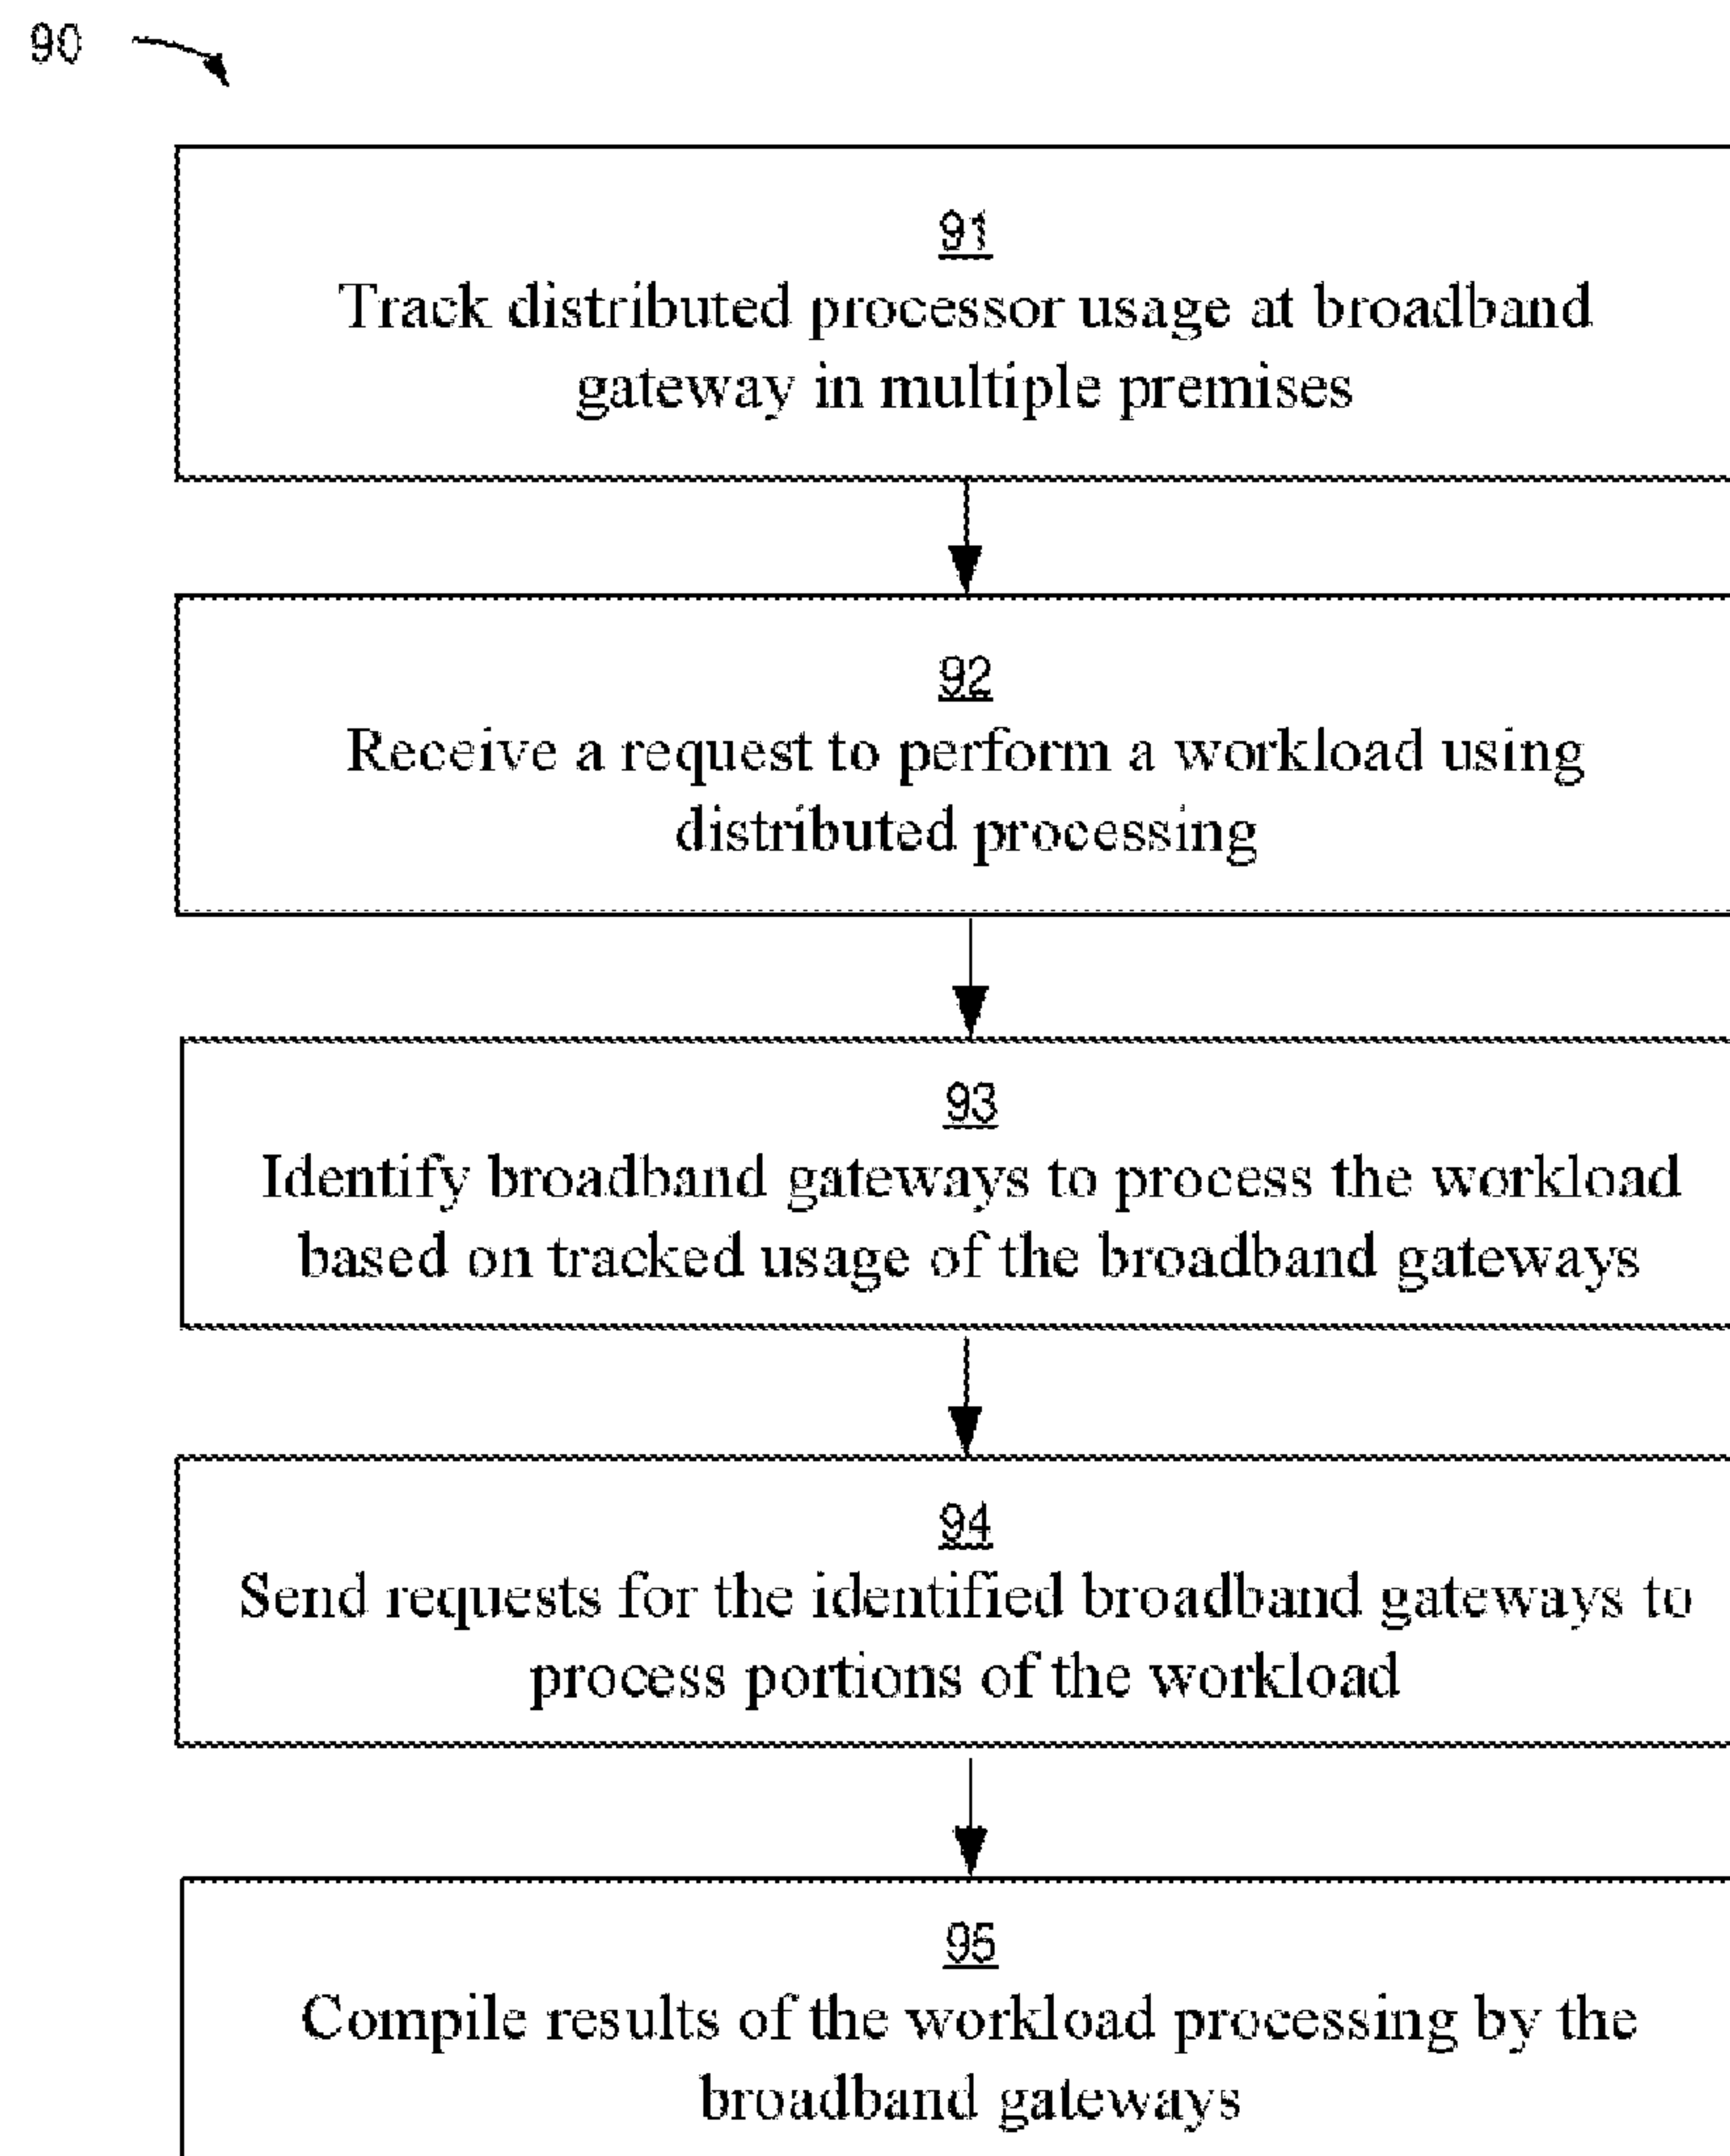 90
91
Track distributed processor usage at broadband
gateway in multiple premises
92
Receive a request to perform a workload using
distributed processing
93
Identify broadband gateways to process the workload
based on tracked usage of the broadband gateways
94
Send requests for the identified broadband gateways to
process portions of the workload
95
Compile results of the workload processing by the
broadband gateways